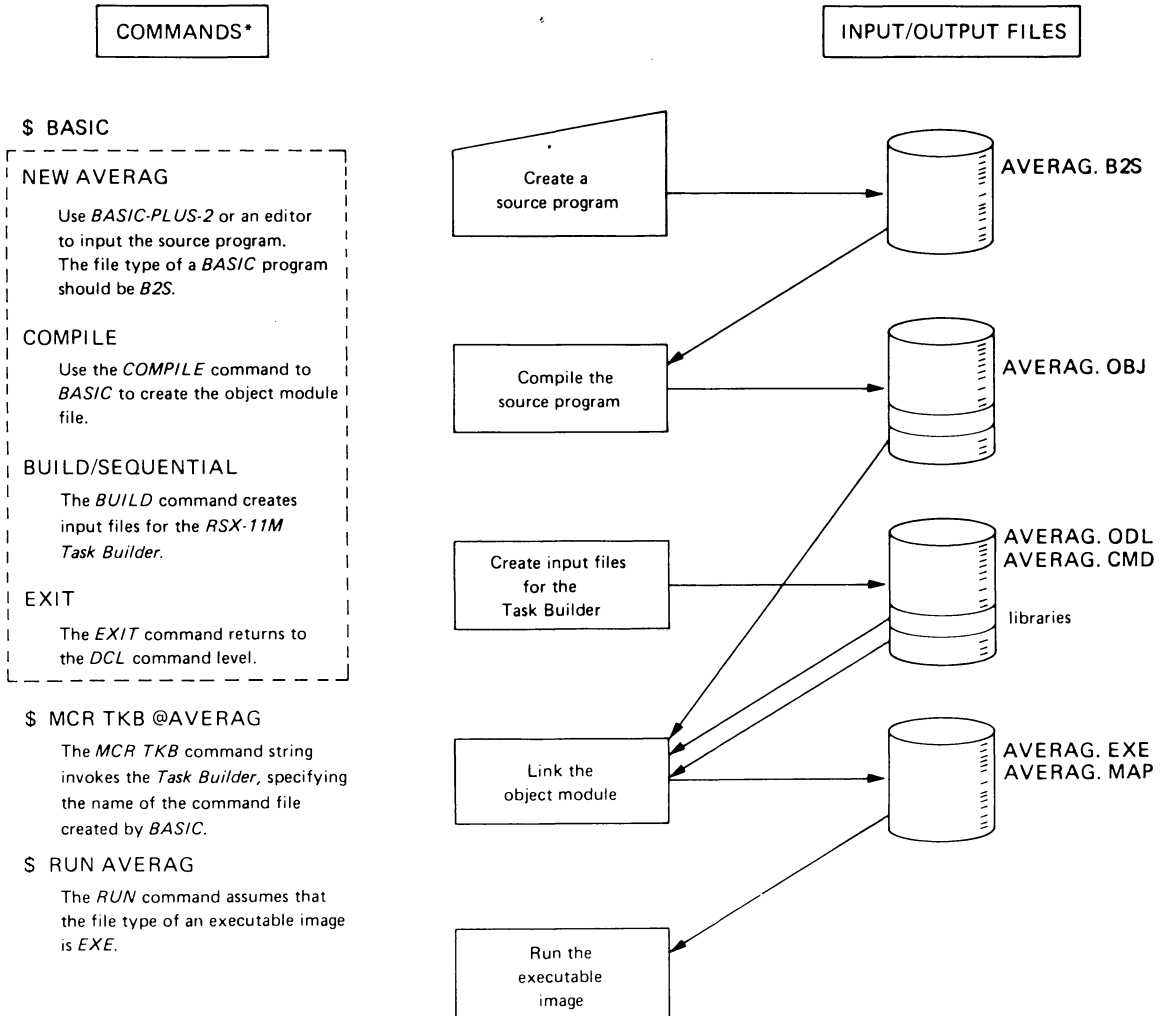 COMMANDS*
INPUT/OUTPUT FILES
$ BASIC
NEW AVERAG
Use BASIC-PLUS-2 or an editor
to input the source program.
The file type of a BASIC program
should be B2S.
COMPILE
Use the COMPILE command to
BASIC to create the object module
file.
BUILD/SEQUENTIAL
The BUILD command creates
input files for the RSX-11M
Task Builder.
EXIT
The EXIT command returns to
the DCL command level.
$ MCR TKB @AVERAG
The MCR TKB command string
invokes the Task Builder, specifying
the name of the command file
created by BASIC.
$ RUN AVERAG
The RUN command assumes that
the file type of an executable image
is EXE.
Create a
source program
AVERAG. B2S
Compile the
source program
AVERAG. OBJ
Create input files
for the
Task Builder
AVERAG. ODL
AVERAG. CMD
libraries
Link the
object module
AVERAG. EXE
AVERAG. MAP
Run the
executable
image